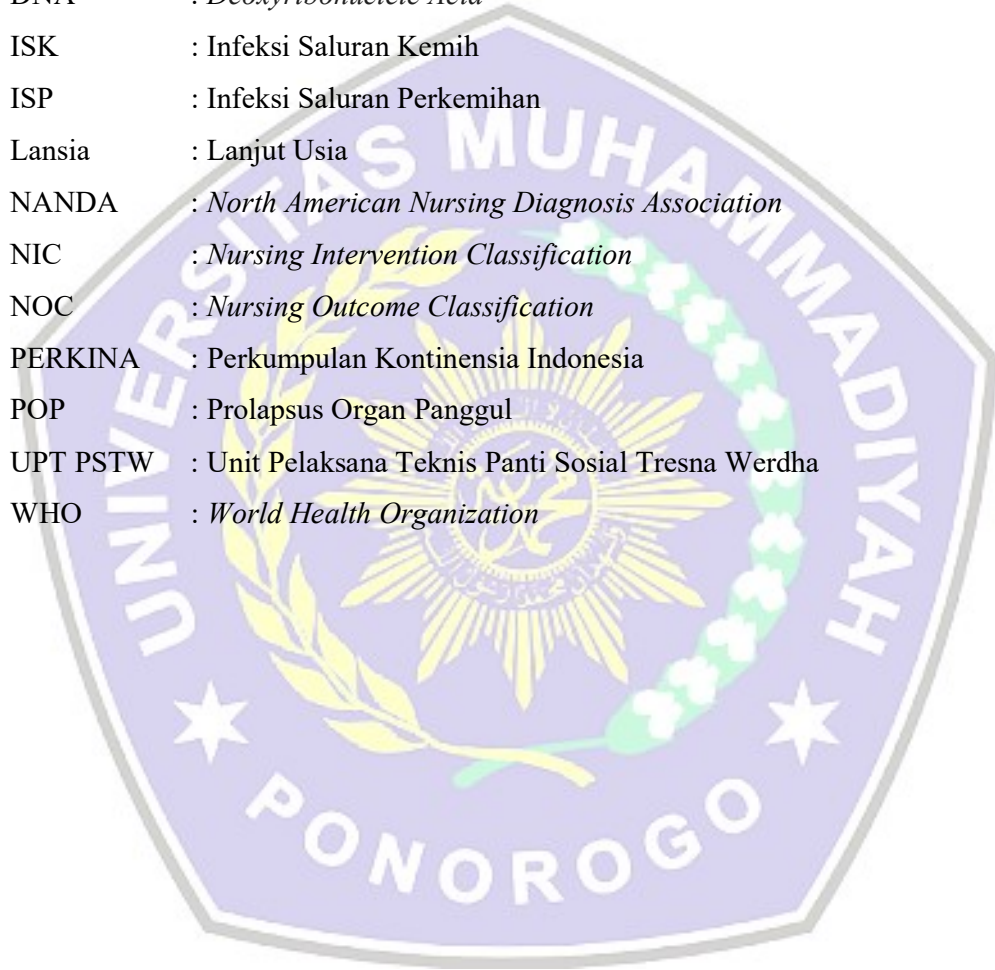 ISK : Infeksi Saluran Kemih
ISP : Infeksi Saluran Perkemihan
Lansia : Lanjut Usia
NANDA : North American Nursing Diagnosis Association
NIC : Nursing Intervention Classification
NOC : Nursing Outcome Classification
PERKINA : Perkumpulan Kontinensia Indonesia
POP : Prolapsus Organ Panggul
UPT PSTW : Unit Pelaksana Teknis Panti Sosial Tresna Werdha
WHO : World Health Organization
UNIVERSITAS MUHAMMADIYAH
PONOROGO